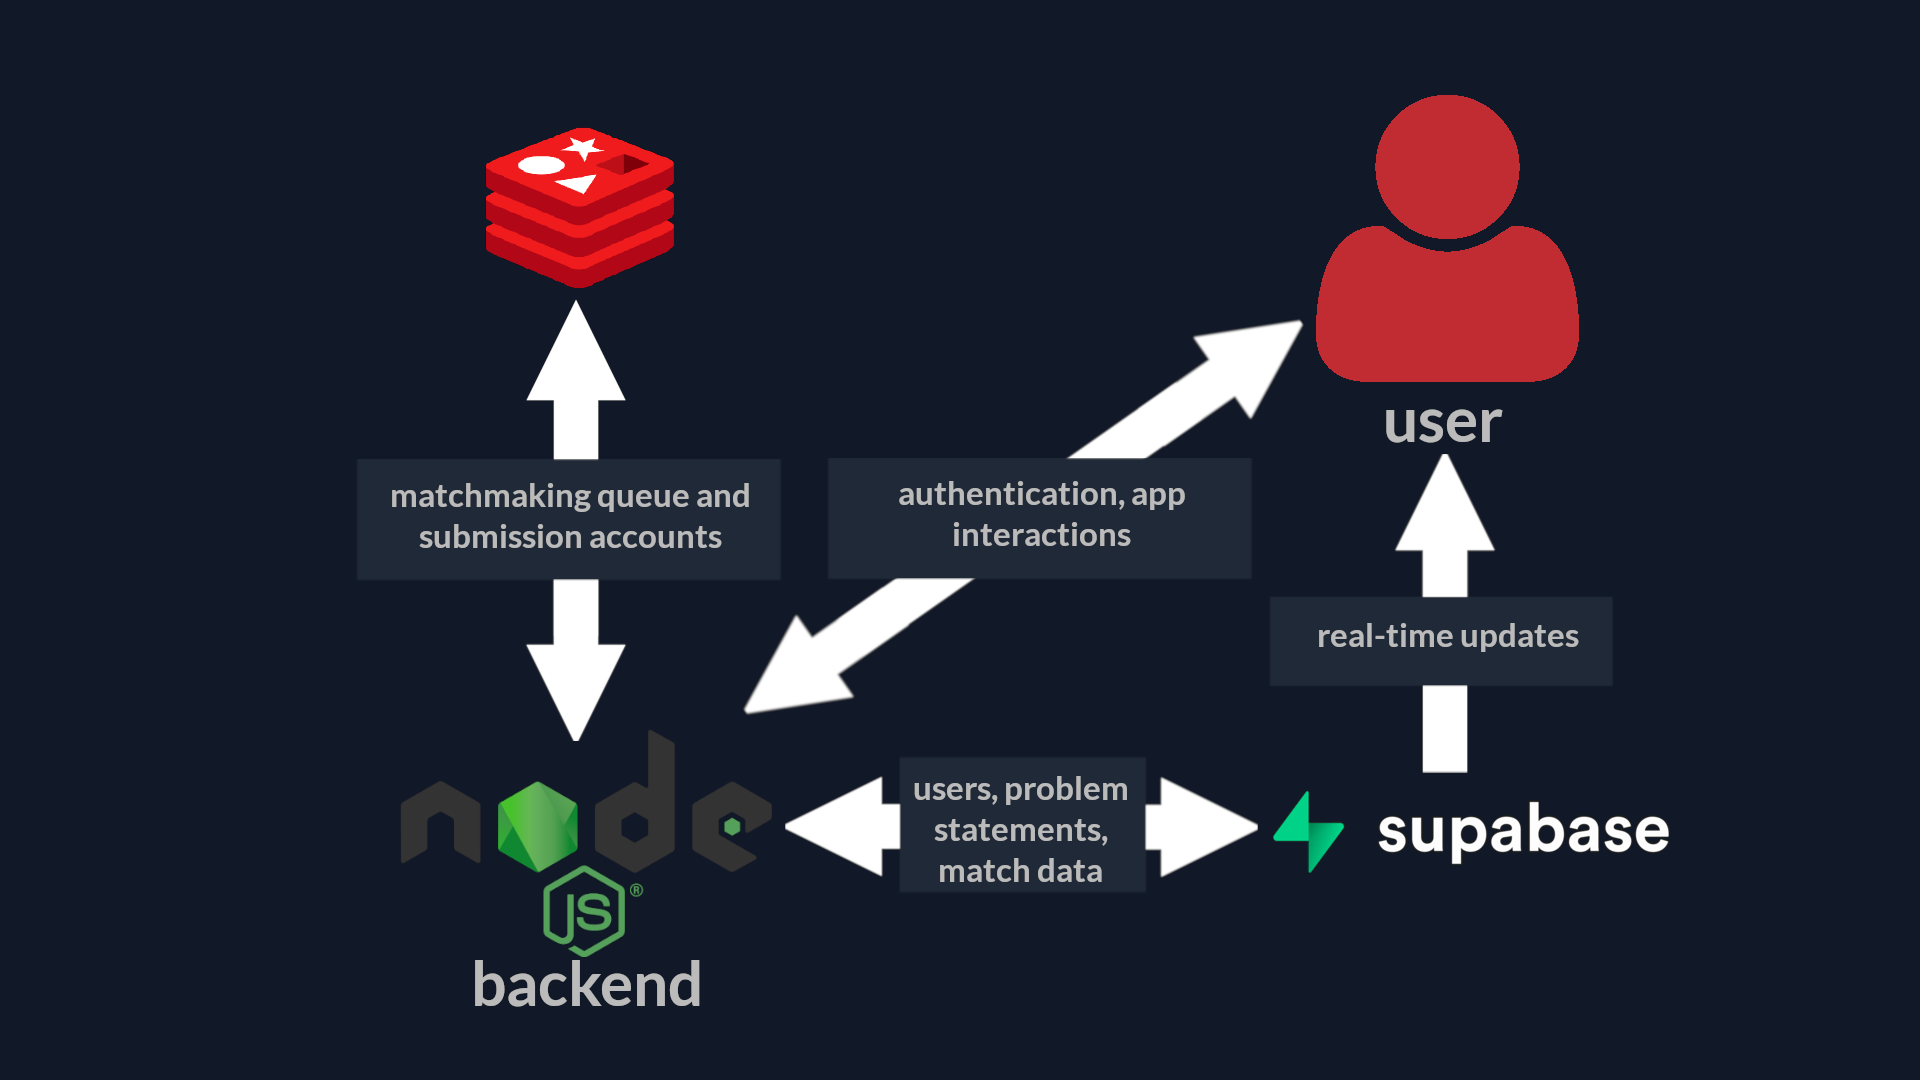 user
matchmaking queue and
submission accounts
authentication, app
interactions
real-time updates
node
JS®
users, problem
statements,
match data
supabase
backend